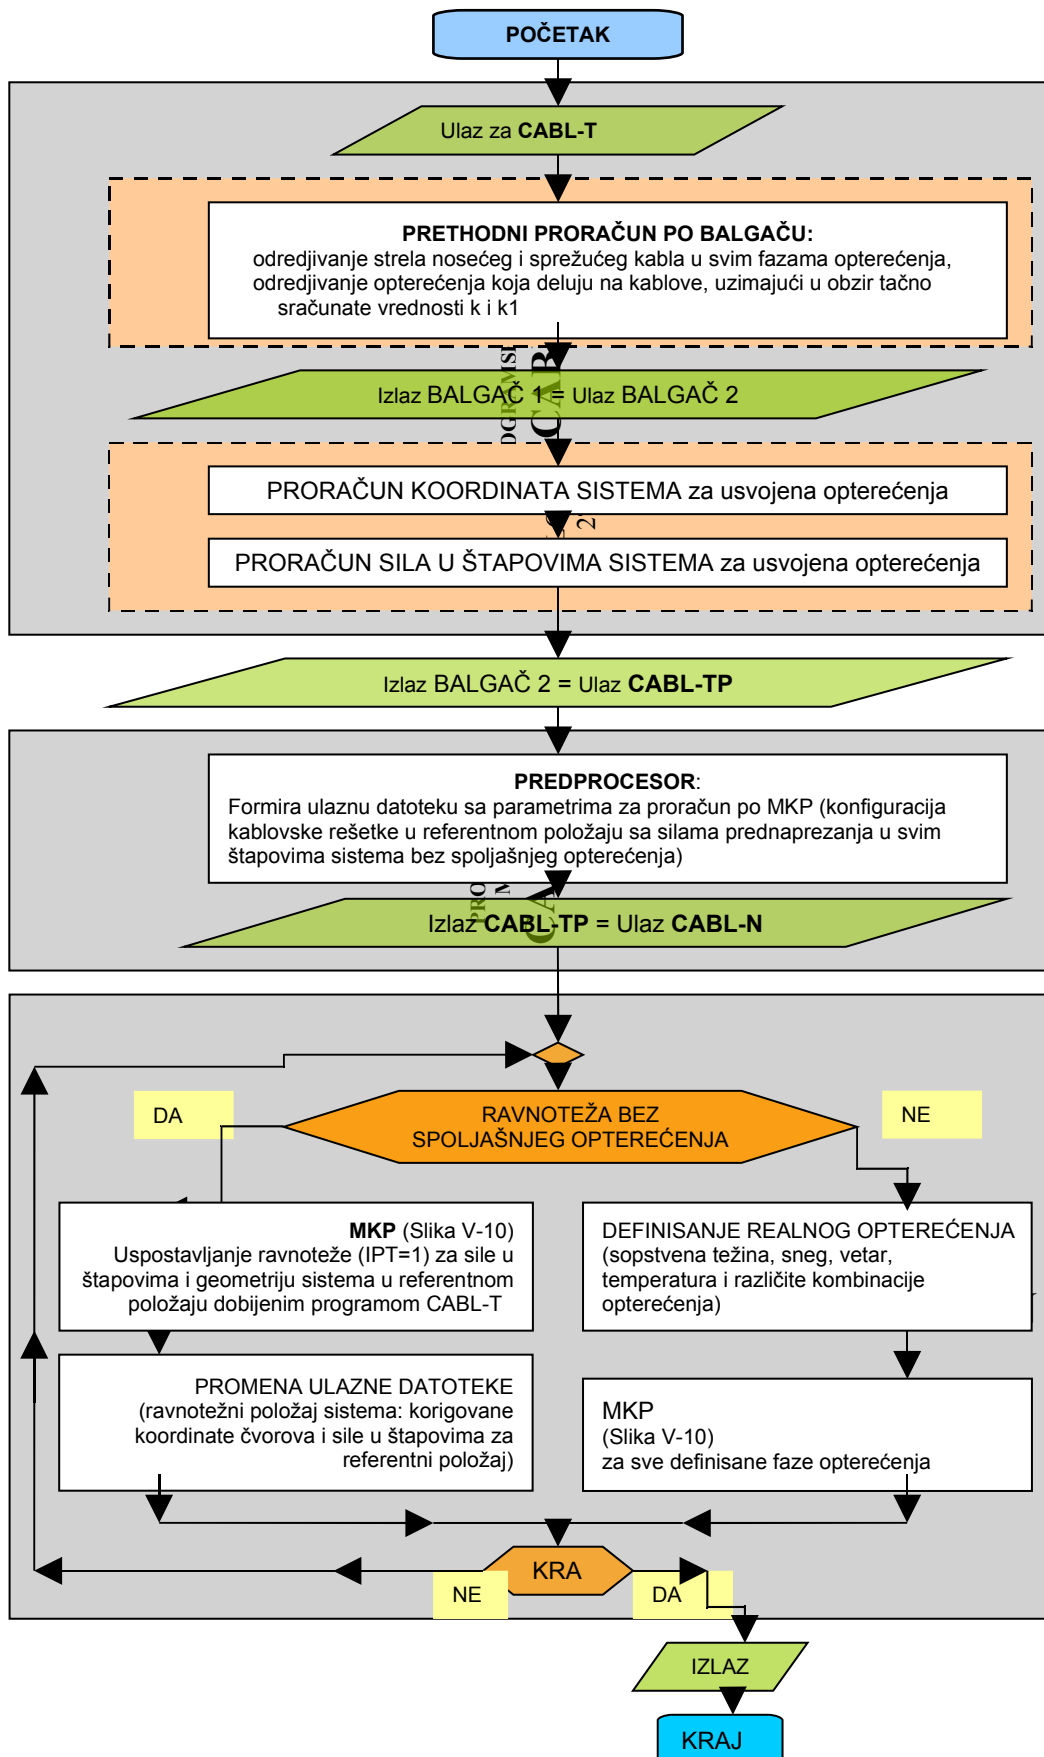 POČETAK
Ulaz za CABL-T
PRETHODNI PRORAČUN PO BALGAČU:
odredjivanje strela nosećeg i sprežućeg kabla u svim fazama opterećenja,
odredjivanje opterećenja koja deluju na kablove, uzimajući u obzir tačno
sračunate vrednosti k i k1
Izlaz BALGAČ 1 = Ulaz BALGAČ 2
PRORAČUN KOORDINATA SISTEMA za usvojena opterećenja
PRORAČUN SILA U ŠTAPOVIMA SISTEMA za usvojena opterećenja
Izlaz BALGAČ 2 = Ulaz CABL-TP
PREDPROCESOR:
Formira ulaznu datoteku sa parametrima za proračun po MKP (konfiguracija
kablovske rešetke u referentnom položaju sa silama prednaprezanja u svim
štapovima sistema bez spoljašnjeg opterećenja)
Izlaz CABL-TP = Ulaz CABL-N
DA
RAVNOTEŽA BEZ
SPOLJAŠNJEG OPTEREĆENJA
NE
MKP (Slika V-10)
Uspostavljanje ravnoteže (IPT=1) za sile u
štapovima i geometriju sistema u referentnom
položaju dobijenim programom CABL-T
DEFINISANJE REALNOG OPTEREĆENJA
(sopstvena težina, sneg, vetar,
temperatura i različite kombinacije
opterećenja)
PROMENA ULAZNE DATOTEKE
(ravnotežni položaj sistema: korigovane
koordinate čvorova i sile u štapovima za
referentni položaj)
MKP
(Slika V-10)
za sve definisane faze opterećenja
KRA
NE
DA
IZLAZ
KRAJ